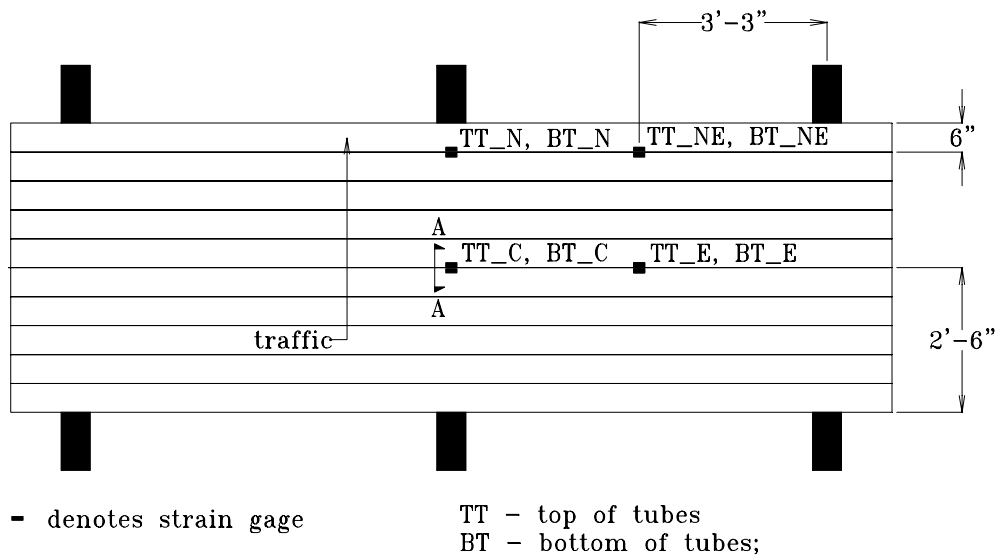 3'-3"
TT_N, BT_N
TT_NE, BT_NE
6"
A
TT_C, BT_C
TT_E, BT_E
A
traffic
2'-6"
- denotes strain gage
TT - top of tubes
BT - bottom of tubes;